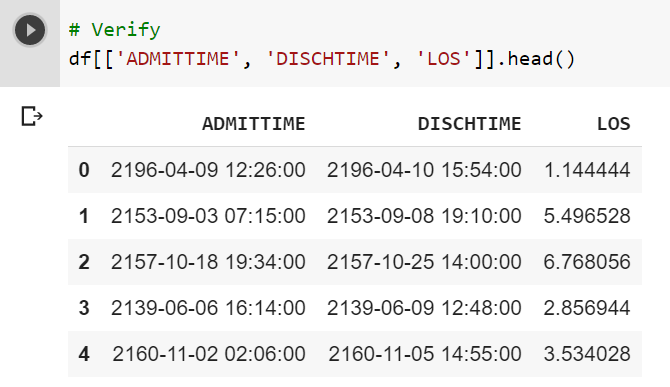 # Verify
df[['ADMITTIME', 'DISCHTIME', 'LOS']].head()
ADMITTIME DISCHTIME LOS
0 2196-04-09 12:26:00 2196-04-10 15:54:00 1.144444
1 2153-09-03 07:15:00 2153-09-08 19:10:00 5.496528
2 2157-10-18 19:34:00 2157-10-25 14:00:00 6.768056
3 2139-06-06 16:14:00 2139-06-09 12:48:00 2.856944
4 2160-11-02 02:06:00 2160-11-05 14:55:00 3.534028